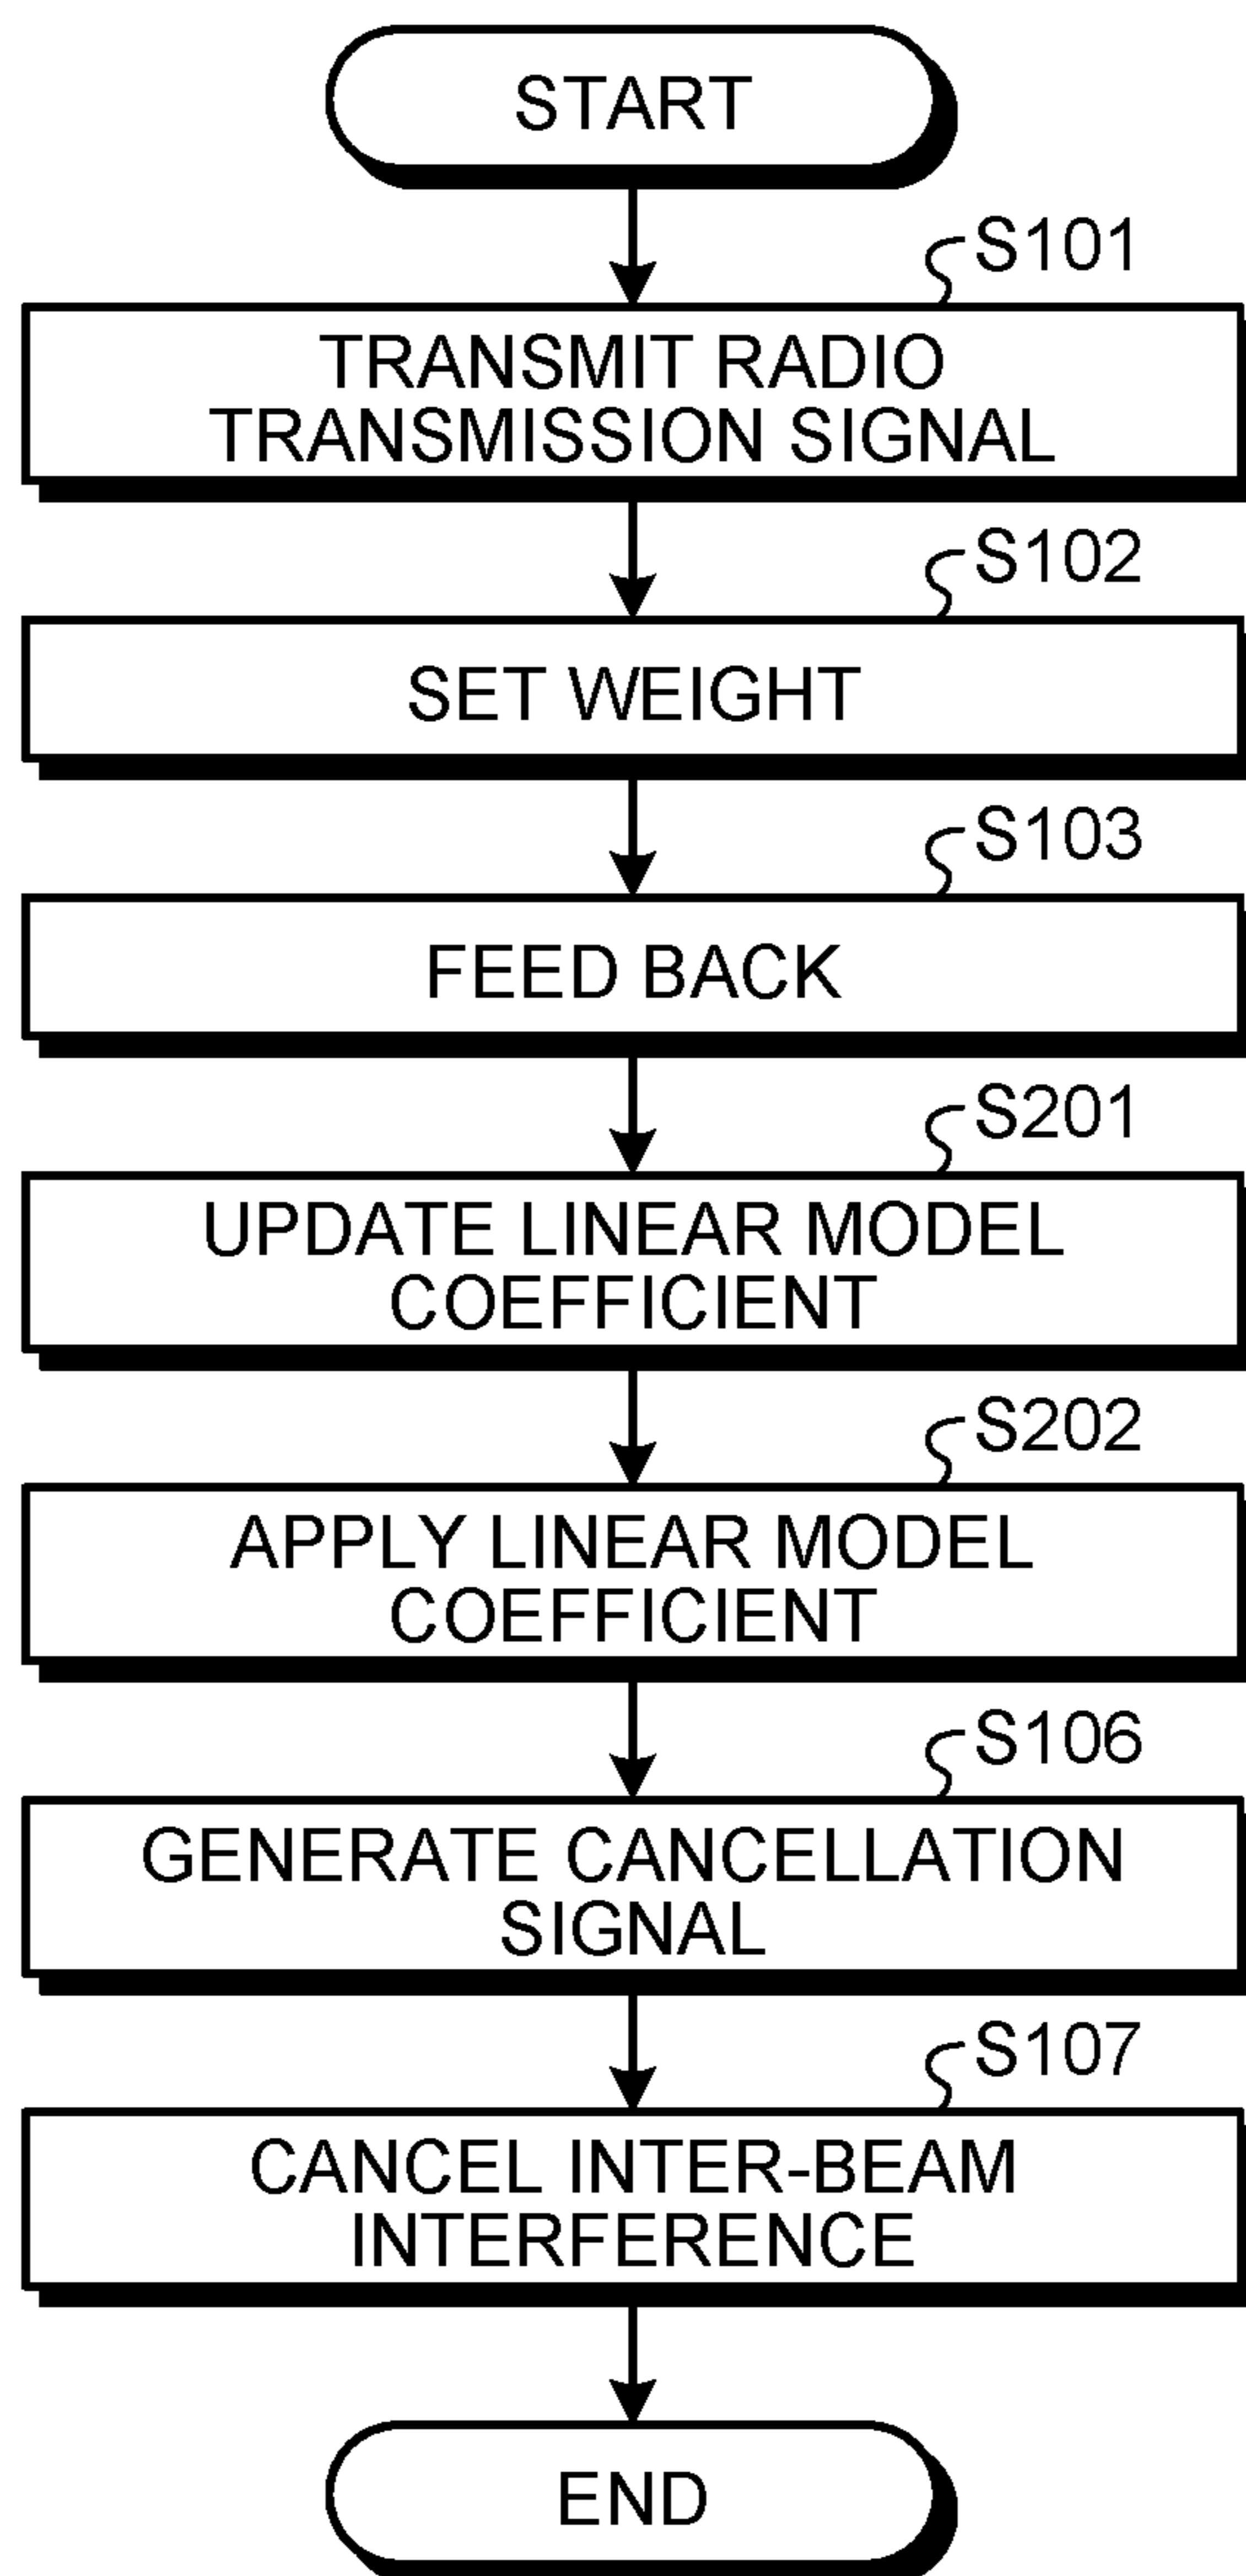 START
S101
TRANSMIT RADIO
TRANSMISSION SIGNAL
S102
SET WEIGHT
S103
FEED BACK
S201
UPDATE LINEAR MODEL
COEFFICIENT
S202
APPLY LINEAR MODEL
COEFFICIENT
S106
GENERATE CANCELLATION
SIGNAL
S107
CANCEL INTER-BEAM
INTERFERENCE
END